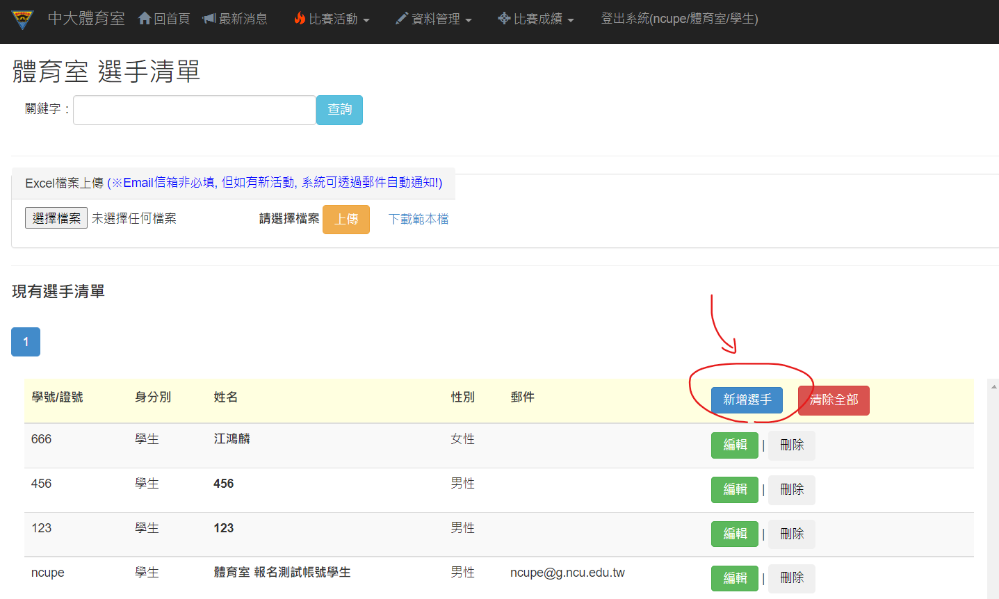 中大體育室 回首頁 最新消息 比賽活動 資料管理 比賽成績 登出系統(ncupe/體育室/學生)
體育室 選手清單
關鍵字： 查詢
Excel檔案上傳 (※Email信箱非必填, 但如有新活動, 系統可透過郵件自動通知!)
選擇檔案 未選擇任何檔案 請選擇檔案 上傳 下載範本檔
現有選手清單
1
學號/證號 身分別 姓名 性別 郵件 新增選手 清除全部
666 學生 江鴻麟 女性 編輯 | 刪除
456 學生 456 男性 編輯 | 刪除
123 學生 123 男性 編輯 | 刪除
ncupe 學生 體育室 報名測試帳號學生 男性 ncupe@g.ncu.edu.tw 編輯 | 刪除